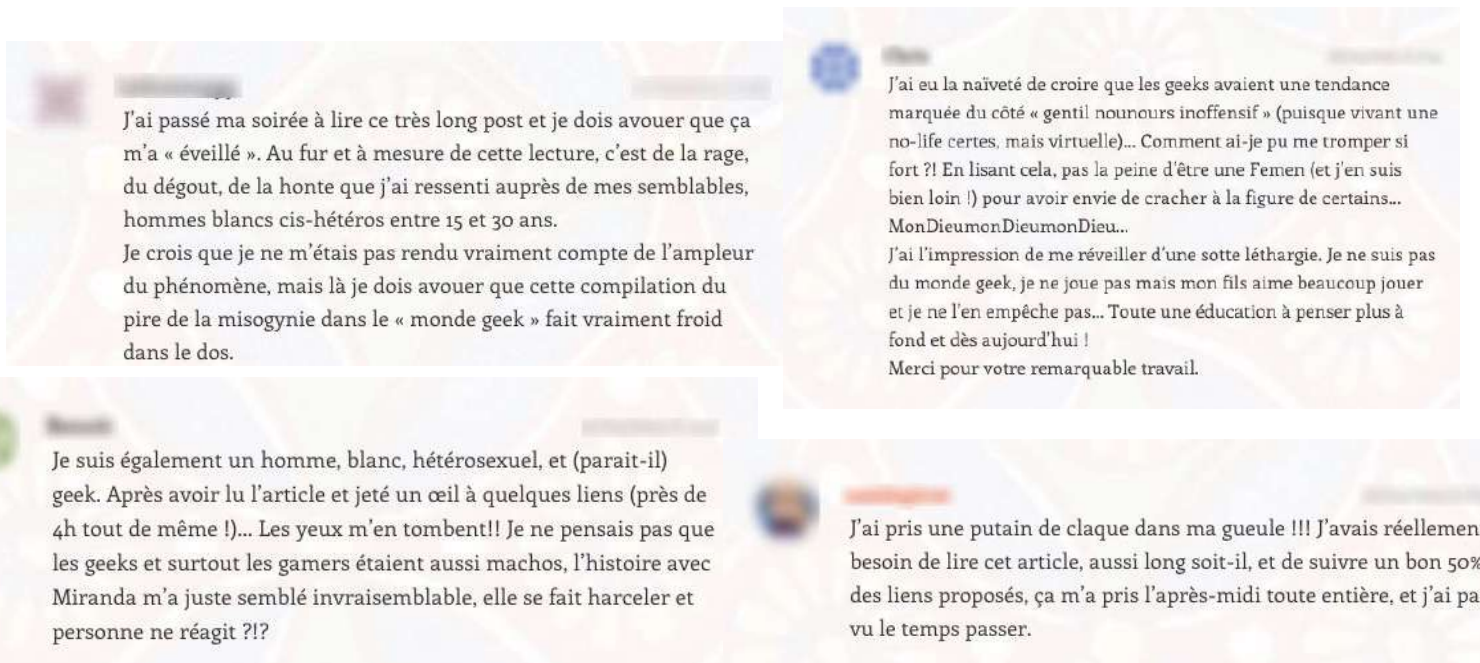 J'ai passé ma soirée à lire ce très long post et je dois avouer que ça
m'a « éveillé ». Au fur et à mesure de cette lecture, c'est de la rage,
du dégout, de la honte que j'ai ressenti auprès de mes semblables,
hommes blancs cis-hétéros entre 15 et 30 ans.
Je crois que je ne m'étais pas rendu vraiment compte de l'ampleur
du phénomène, mais là je dois avouer que cette compilation du
pire de la misogynie dans le « monde geek » fait vraiment froid
dans le dos.
J'ai eu la naïveté de croire que les geeks avaient une tendance
marquée du côté « gentil nounours inoffensif » (puisque vivant une
no-life certes, mais virtuelle)... Comment ai-je pu me tromper si
fort ?! En lisant cela, pas la peine d'être une Femen (et j'en suis
bien loin !) pour avoir envie de cracher à la figure de certains...
MonDieumonDieumonDieu...
J'ai l'impression de me réveiller d'une sotte léthargie. Je ne suis pas
du monde geek, je ne joue pas mais mon fils aime beaucoup jouer
et je ne l'en empêche pas... Toute une éducation à penser plus à
fond et dès aujourd'hui !
Merci pour votre remarquable travail.
Je suis également un homme, blanc, hétérosexuel, et (parait-il)
geek. Après avoir lu l'article et jeté un œil à quelques liens (près de
4h tout de même !)... Les yeux m'en tombent!! Je ne pensais pas que
les geeks et surtout les gamers étaient aussi machos, l'histoire avec
Miranda m'a juste semblé invraisemblable, elle se fait harceler et
personne ne réagit ?!?
J'ai pris une putain de claque dans ma gueule !!! J'avais réellemen
besoin de lire cet article, aussi long soit-il, et de suivre un bon 50%
des liens proposés, ça m'a pris l'après-midi toute entière, et j'ai pa
vu le temps passer.